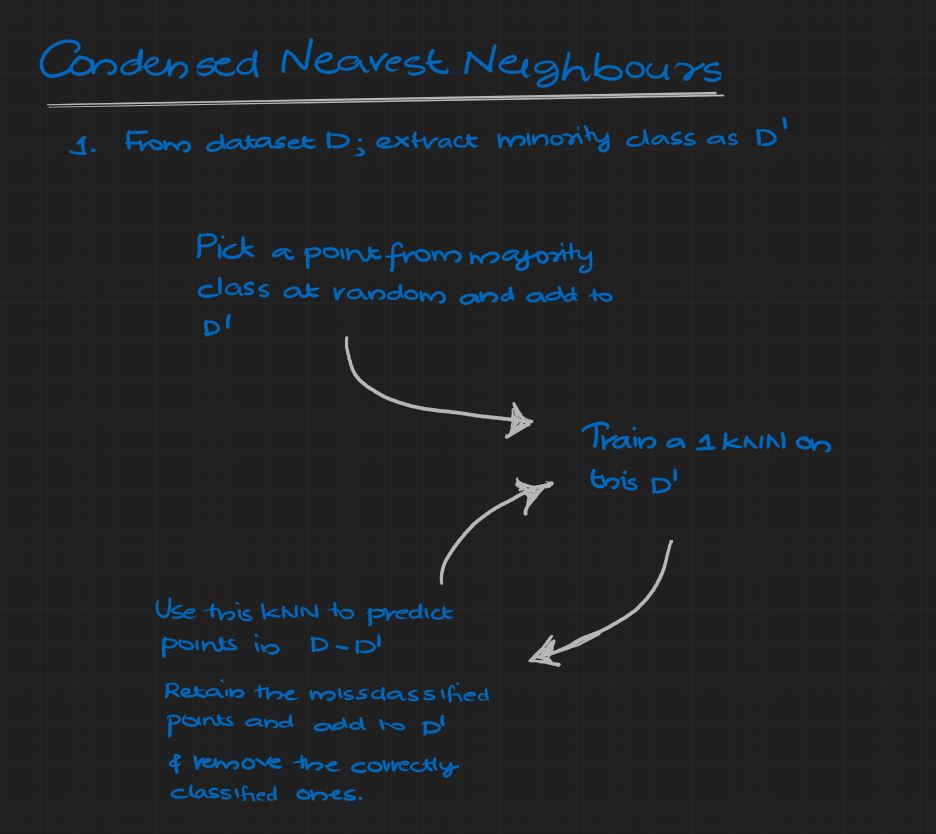 Condensed Nearest Neighbours
1. From dataset D; extract minority class as D'
Pick a point from majority
class at random and add to
D'
Train a 1 kNN on
this D'
Use this kNN to predict
points in D - D'
Retain the missclassified
points and add to D'
& remove the correctly
classified ones.